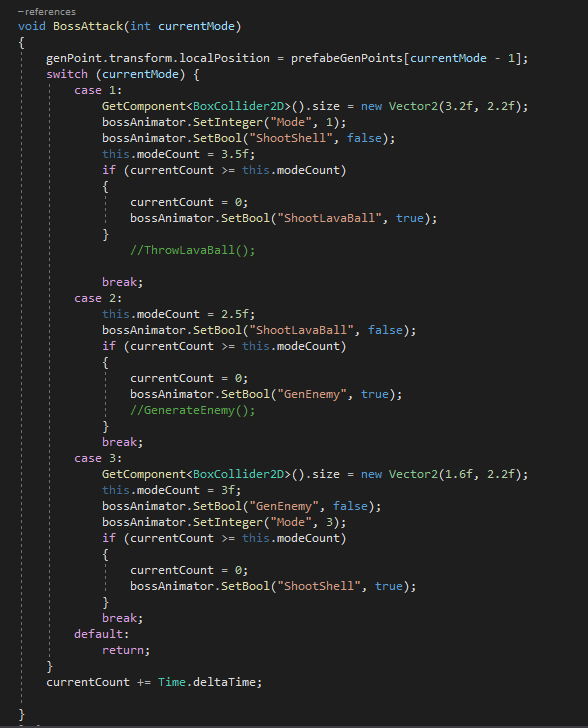 –references
void BossAttack(int currentMode)
{
genPoint.transform.localPosition = prefabeGenPoints[currentMode - 1];
switch (currentMode) {
case 1:
GetComponent<BoxCollider2D>().size = new Vector2(3.2f, 2.2f);
bossAnimator.SetInteger("Mode", 1);
bossAnimator.SetBool("ShootShell", false);
this.modeCount = 3.5f;
if (currentCount >= this.modeCount)
{
currentCount = 0;
bossAnimator.SetBool("ShootLavaBall", true);
}
//ThrowLavaBall();
break;
case 2:
this.modeCount = 2.5f;
bossAnimator.SetBool("ShootLavaBall", false);
if (currentCount >= this.modeCount)
{
currentCount = 0;
bossAnimator.SetBool("GenEnemy", true);
//GenerateEnemy();
}
break;
case 3:
GetComponent<BoxCollider2D>().size = new Vector2(1.6f, 2.2f);
this.modeCount = 3f;
bossAnimator.SetBool("GenEnemy", false);
bossAnimator.SetInteger("Mode", 3);
if (currentCount >= this.modeCount)
{
currentCount = 0;
bossAnimator.SetBool("ShootShell", true);
}
break;
default:
return;
}
currentCount += Time.deltaTime;
}